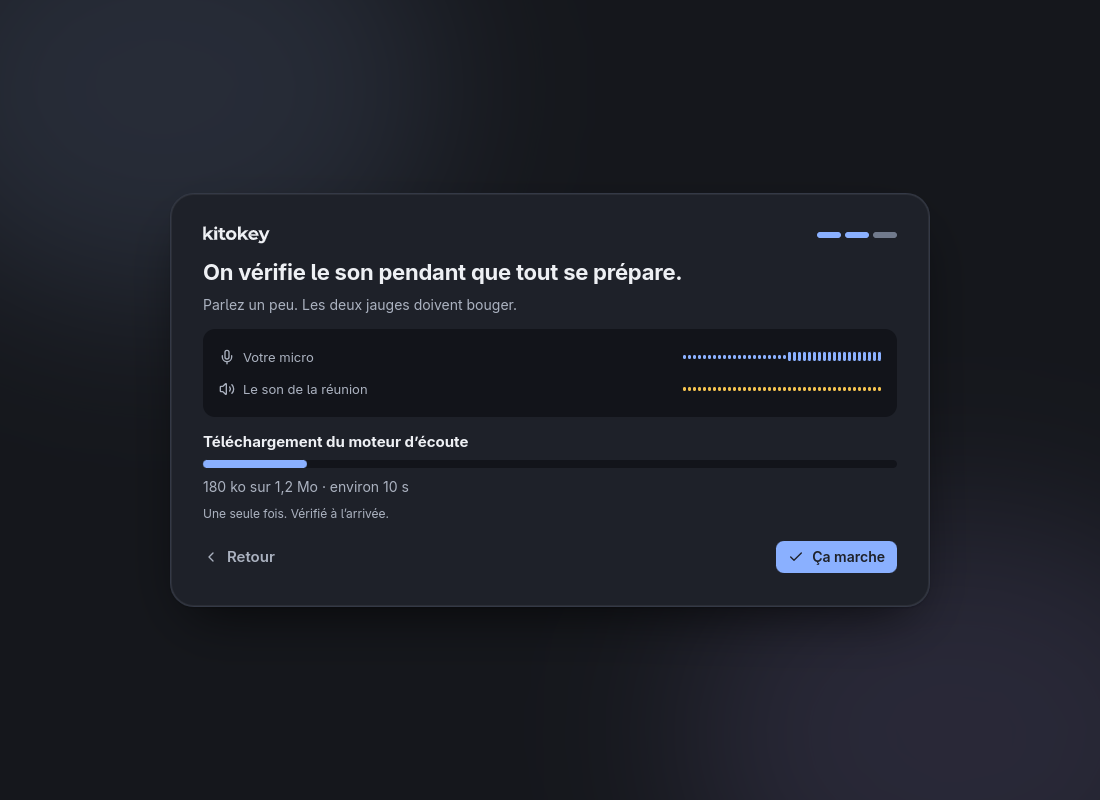 kitokey
On vérifie le son pendant que tout se prépare.
Parlez un peu. Les deux jauges doivent bouger.
Votre micro
Le son de la réunion
Téléchargement du moteur d’écoute
180 ko sur 1,2 Mo · environ 10 s
Une seule fois. Vérifié à l’arrivée.
Retour
Ça marche